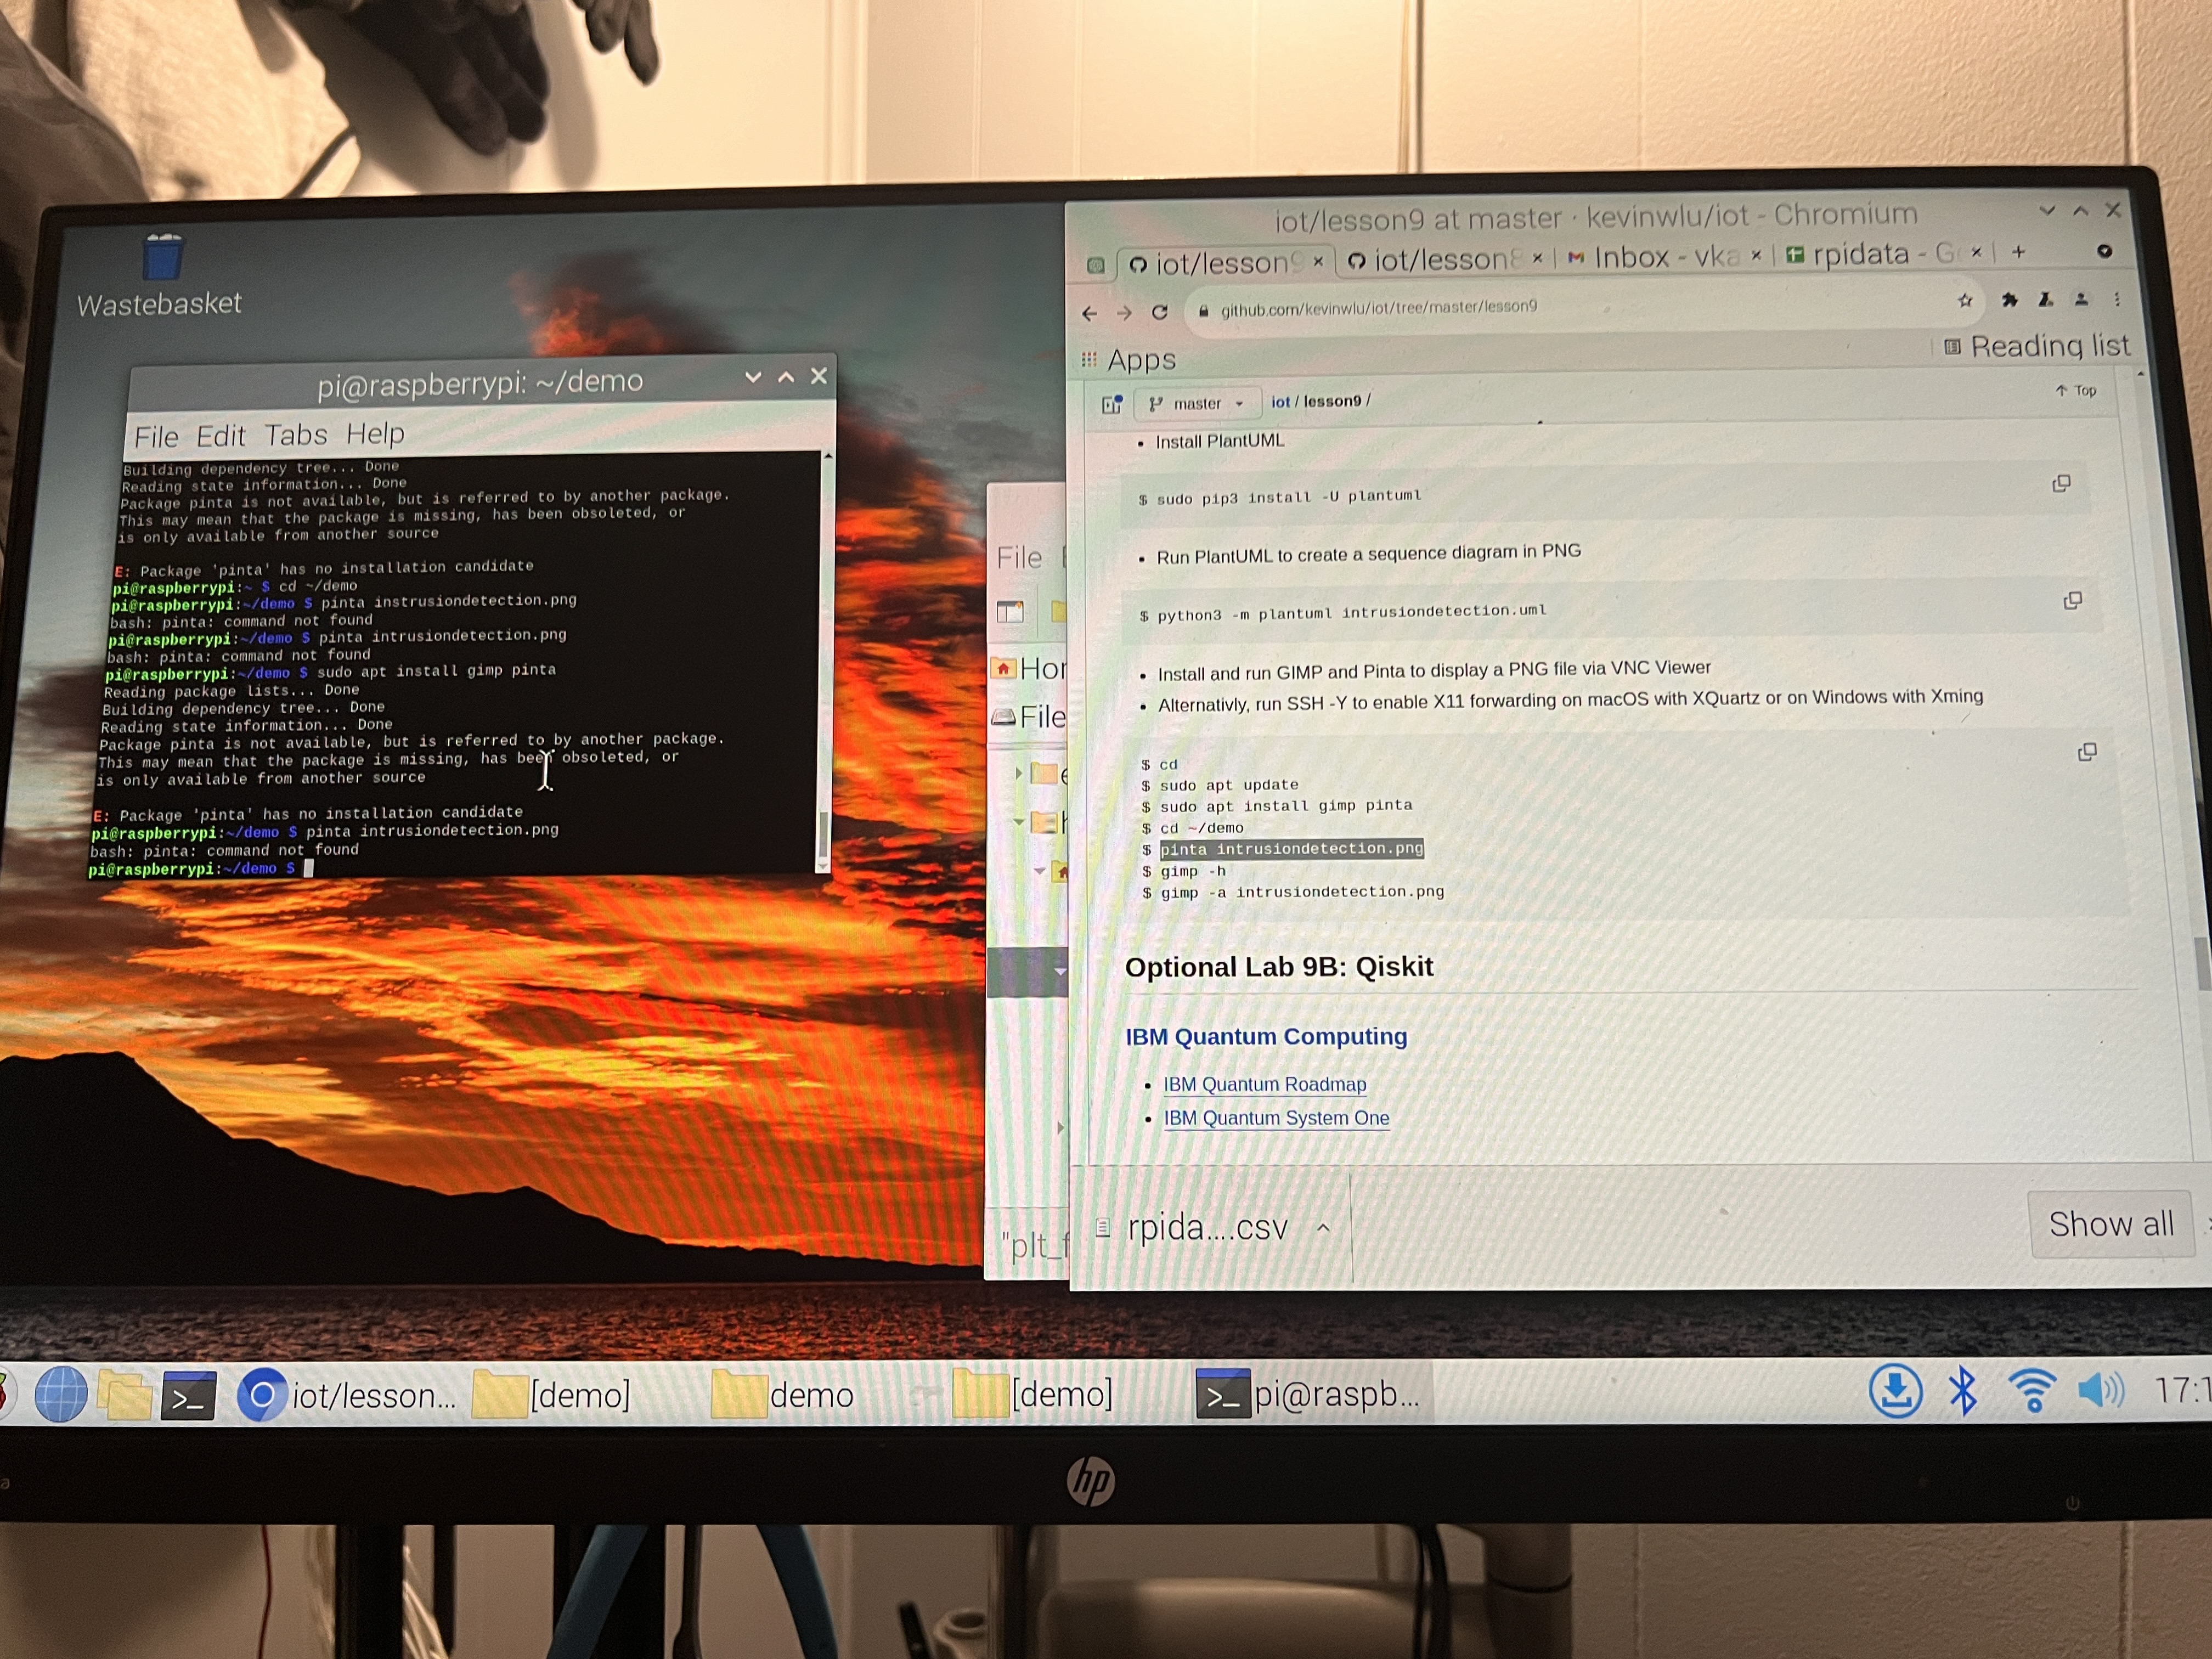 Wastebasket
pi@raspberrypi: ~/demo
File Edit Tabs Help
Building dependency tree... Done
Reading state information... Done
Package pinta is not available, but is referred to by another package.
This may mean that the package is missing, has been obsoleted, or
is only available from another source
E: Package 'pinta' has no installation candidate
pi@raspberrypi:~ $ cd ~/demo
pi@raspberrypi:~/demo $ pinta instrusiondetection.png
bash: pinta: command not found
pi@raspberrypi:~/demo $ pinta intrusiondetection.png
bash: pinta: command not found
pi@raspberrypi:~/demo $ sudo apt install gimp pinta
Reading package lists... Done
Building dependency tree... Done
Reading state information... Done
Package pinta is not available, but is referred to by another package.
This may mean that the package is missing, has been obsoleted, or
is only available from another source
E: Package 'pinta' has no installation candidate
pi@raspberrypi:~/demo $ pinta intrusiondetection.png
bash: pinta: command not found
pi@raspberrypi:~/demo $
File
Hor
File
"plt_f
iot/lesson9 at master · kevinwlu/iot - Chromium
iot/lesson9 × iot/lesson8 × Inbox - vka × rpidata - G × +
github.com/kevinwlu/iot/tree/master/lesson9
Apps
Reading list
master iot / lesson9 /
Top
• Install PlantUML
$ sudo pip3 install -U plantuml
• Run PlantUML to create a sequence diagram in PNG
$ python3 -m plantuml intrusiondetection.uml
• Install and run GIMP and Pinta to display a PNG file via VNC Viewer
• Alternativly, run SSH -Y to enable X11 forwarding on macOS with XQuartz or on Windows with Xming
$ cd
$ sudo apt update
$ sudo apt install gimp pinta
$ cd ~/demo
$ pinta intrusiondetection.png
$ gimp -h
$ gimp -a intrusiondetection.png
Optional Lab 9B: Qiskit
IBM Quantum Computing
• IBM Quantum Roadmap
• IBM Quantum System One
rpida....csv
Show all
iot/lesson... [demo] demo [demo] pi@raspb... 17:1
hp